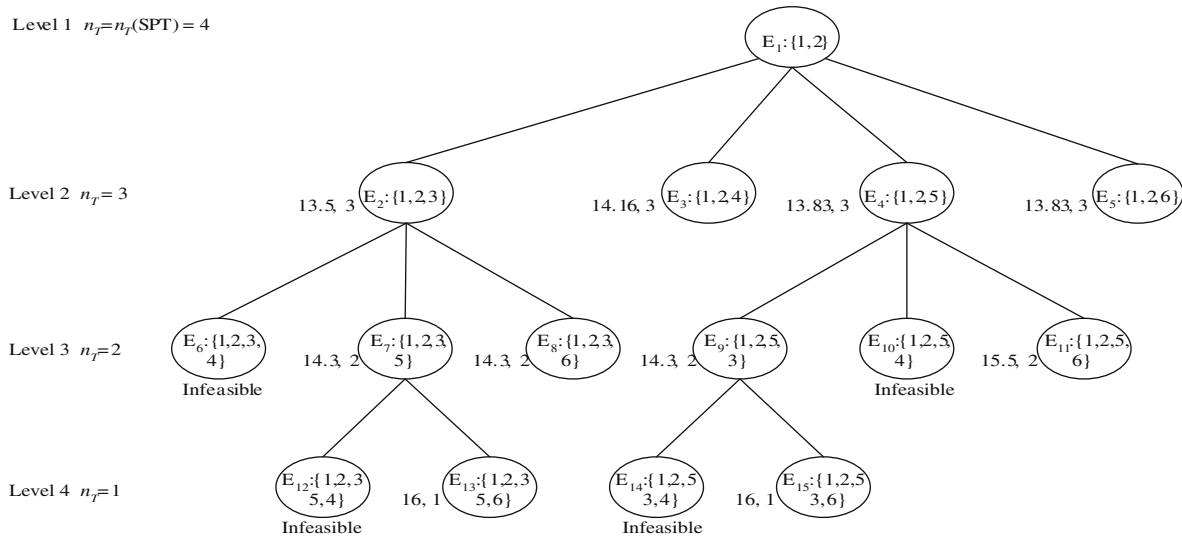 Level 1 n_T=n_T(SPT) = 4
E_1:{1,2}
Level 2 n_T= 3
13.5, 3
E_2:{1,2,3}
14.16, 3
E_3:{1,2,4}
13.83, 3
E_4:{1,2,5}
13.83, 3
E_5:{1,2,6}
Level 3 n_T=2
E_6:{1,2,3,
4}
Infeasible
14.3, 2
E_7:{1,2,3,
5}
14.3, 2
E_8:{1,2,3,
6}
14.3, 2
E_9:{1,2,5,
3}
E_10:{1,2,5,
4}
Infeasible
15.5, 2
E_11:{1,2,5,
6}
Level 4 n_T=1
E_12:{1,2,3
5,4}
Infeasible
16, 1
E_13:{1,2,3
5,6}
E_14:{1,2,5
3,4}
Infeasible
16, 1
E_15:{1,2,5
3,6}